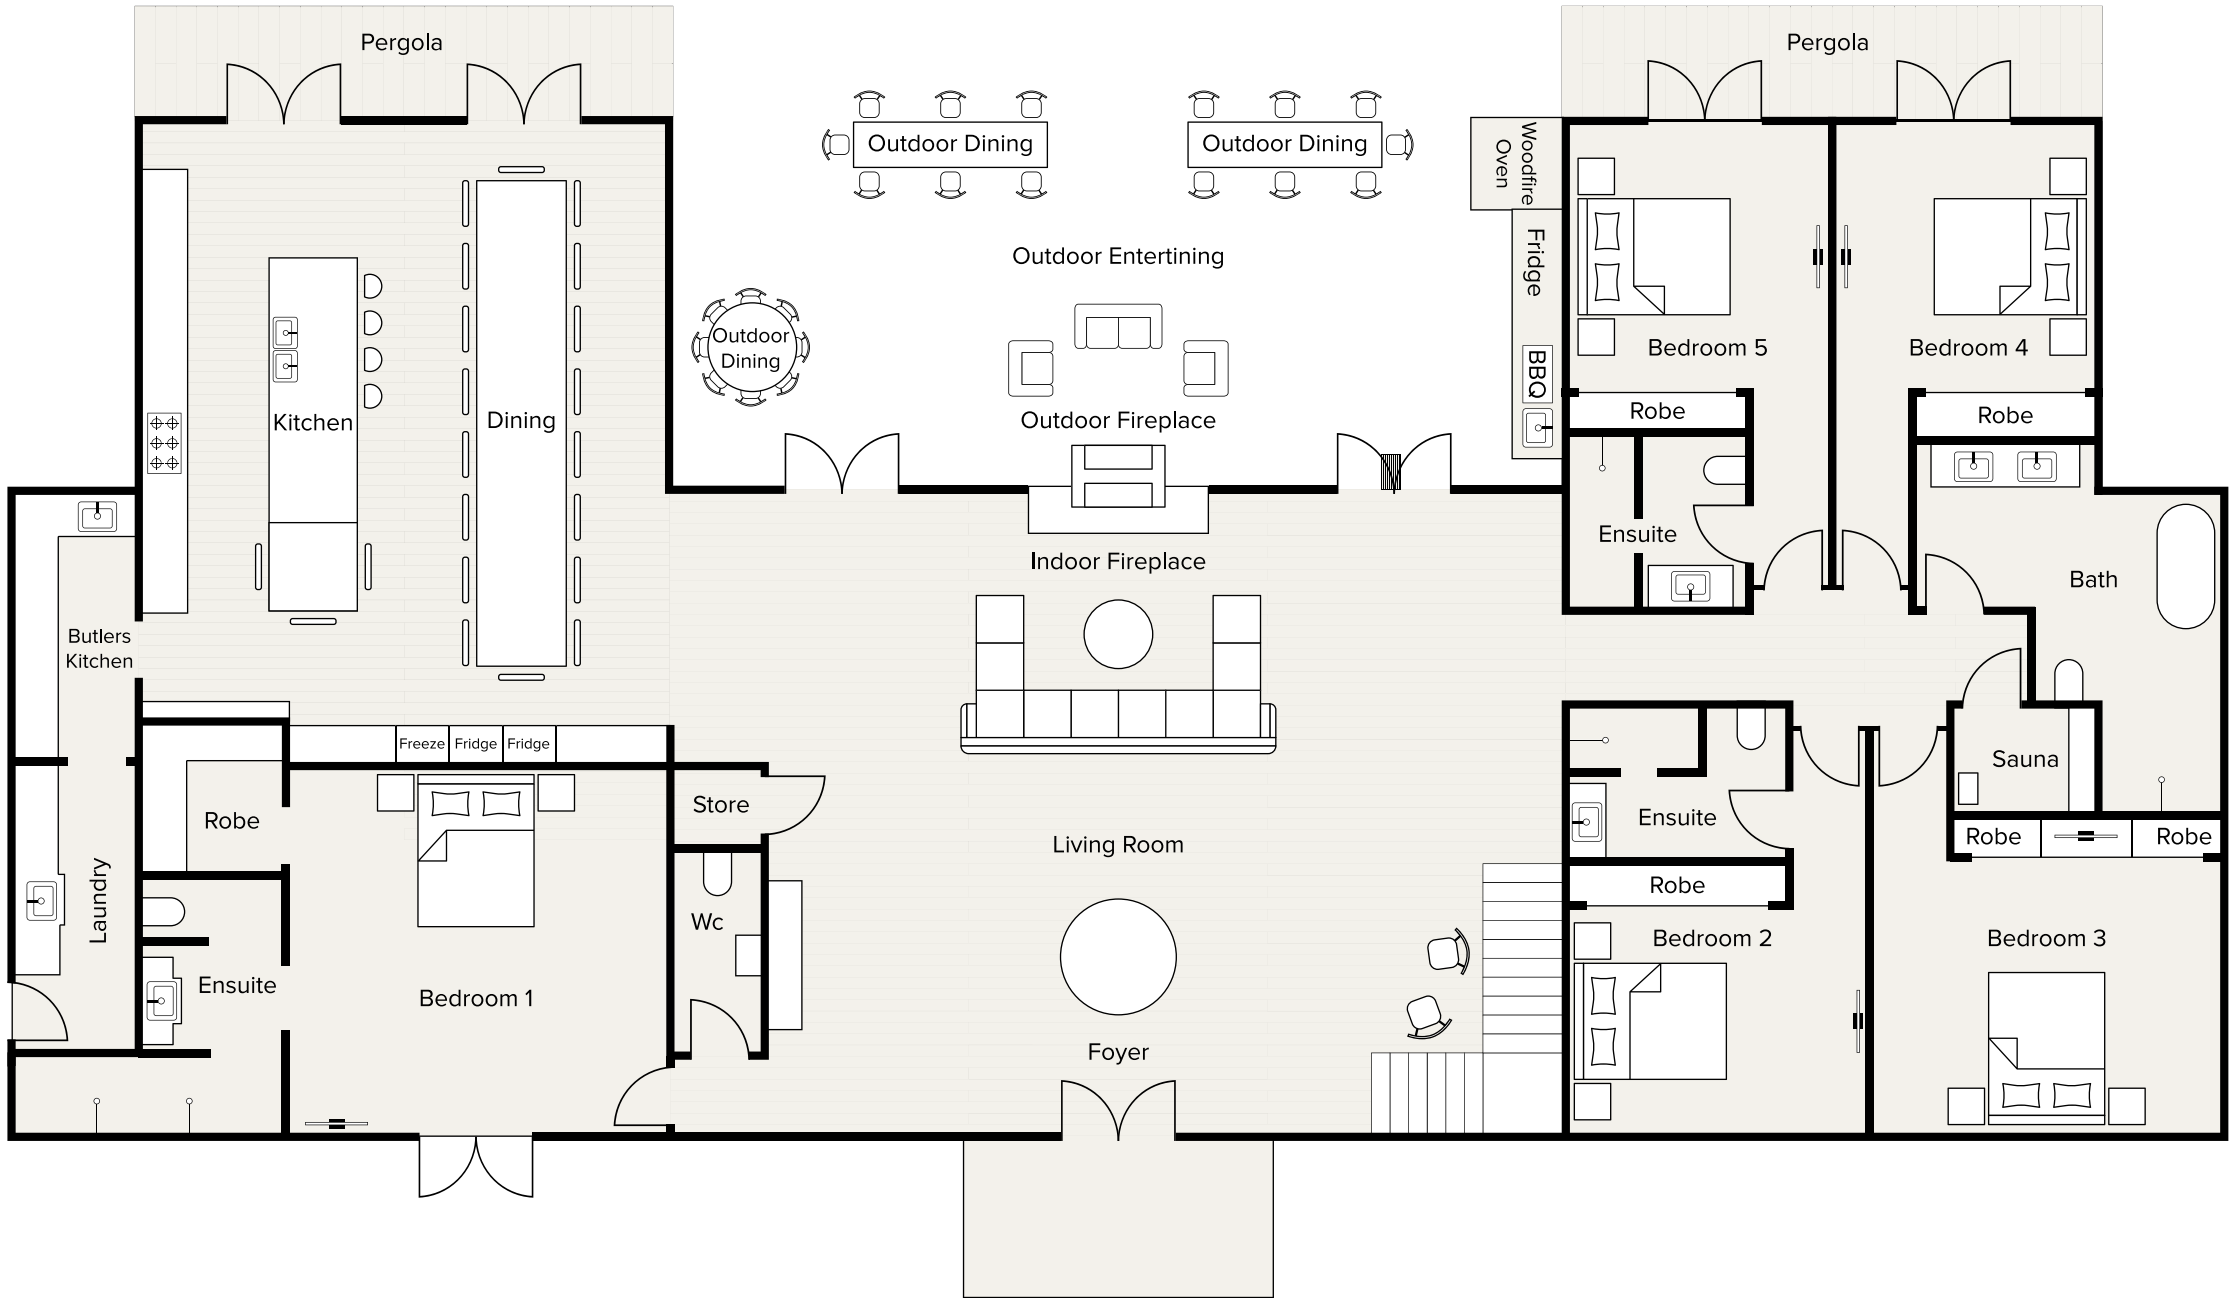 Pergola
Pergola
Outdoor Dining
Outdoor Dining
Woodfire
Oven
Outdoor Entertining
Fridge
Outdoor
Dining
Bedroom 5
Bedroom 4
BBQ
Kitchen
Dining
Outdoor Fireplace
Robe
Robe
Ensuite
Indoor Fireplace
Bath
Butlers
Kitchen
Freeze
Fridge
Fridge
Sauna
Robe
Store
Living Room
Ensuite
Robe
Robe
Laundry
Robe
Wc
Bedroom 2
Bedroom 3
Ensuite
Bedroom 1
Foyer